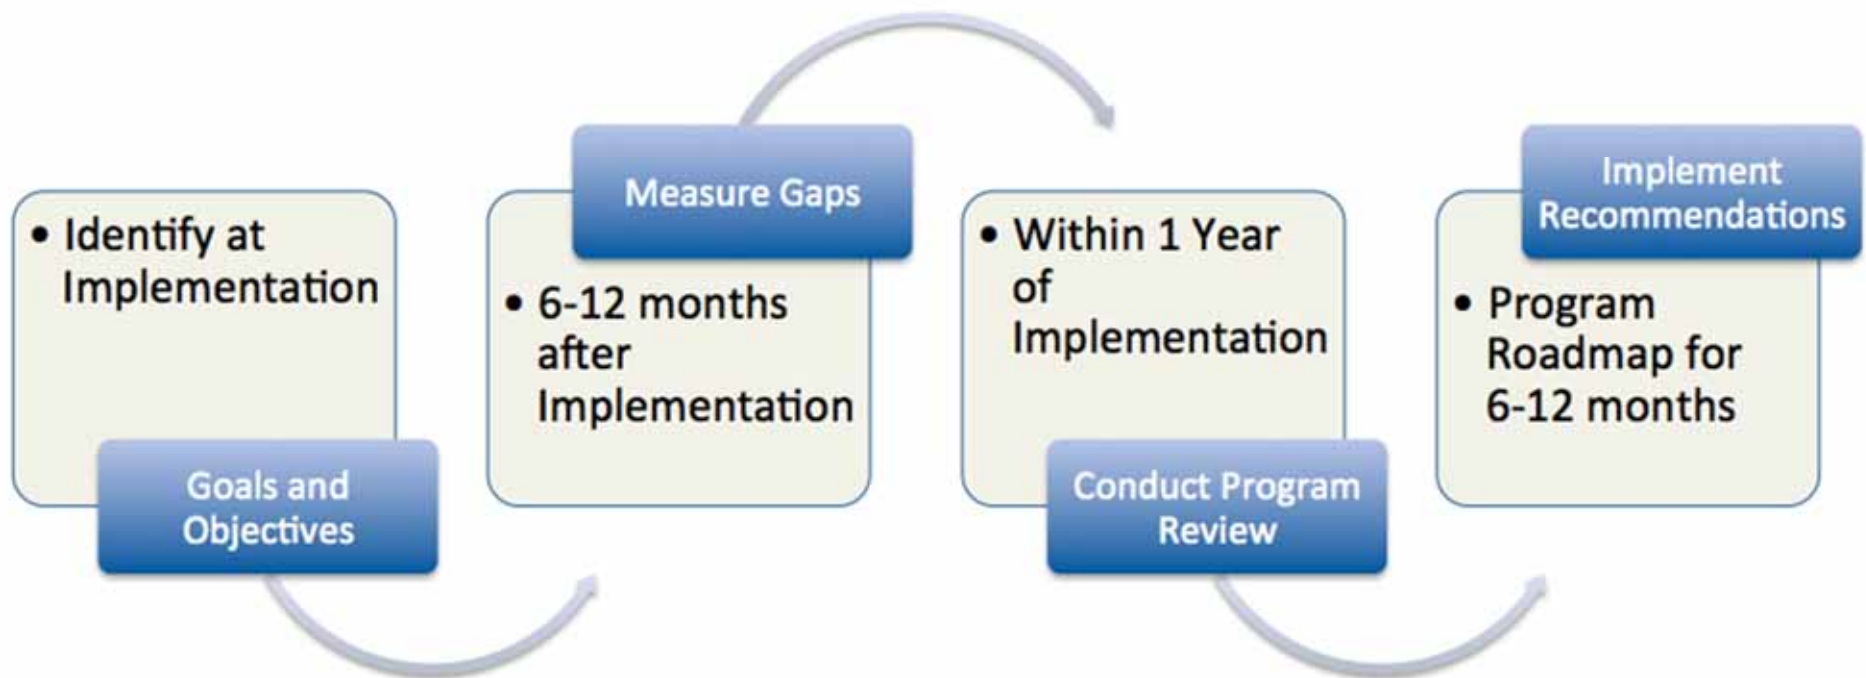 • Identify at
Implementation
Goals and
Objectives
Measure Gaps
• 6-12 months
after
Implementation
• Within 1 Year
of
Implementation
Conduct Program
Review
Implement
Recommendations
• Program
Roadmap for
6-12 months